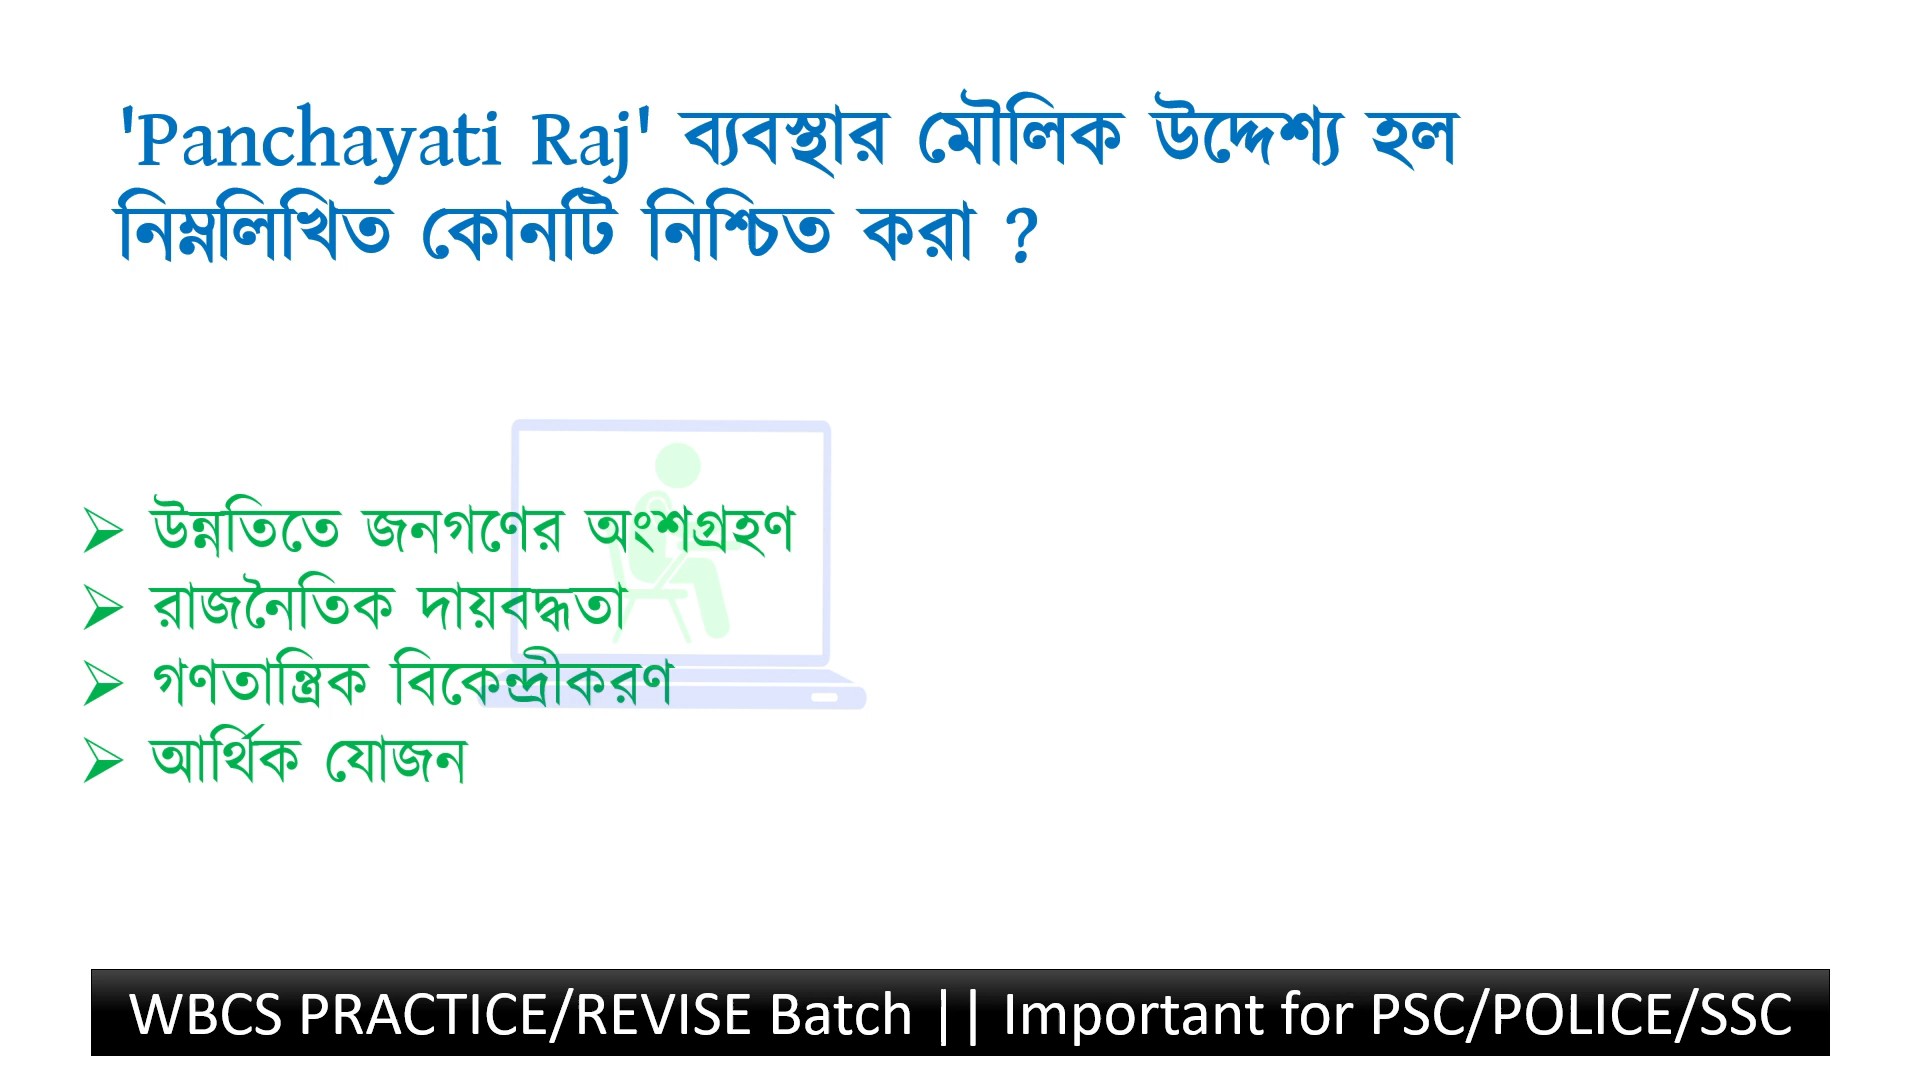 'Panchayati Raj' ব্যবস্থার মৌলিক উদ্দেশ্য হল
নিম্নলিখিত কোনটি নিশ্চিত করা ?
➢ উন্নতিতে জনগণের অংশগ্রহণ
➢ রাজনৈতিক দায়বদ্ধতা
➢ গণতান্ত্রিক বিকেন্দ্রীকরণ
➢ আর্থিক যোজন
WBCS PRACTICE/REVISE Batch || Important for PSC/POLICE/SSC